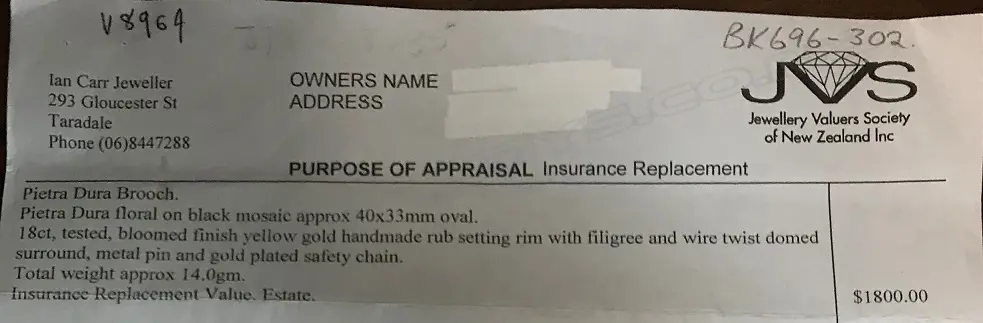 V8964
BK696-302.
Ian Carr Jeweller
293 Gloucester St
Taradale
Phone (06)8447288
OWNERS NAME
ADDRESS
JVS
Jewellery Valuers Society
of New Zealand Inc
PURPOSE OF APPRAISAL Insurance Replacement
Pietra Dura Brooch.
Pietra Dura floral on black mosaic approx 40x33mm oval.
18ct, tested, bloomed finish yellow gold handmade rub setting rim with filigree and wire twist domed
surround, metal pin and gold plated safety chain.
Total weight approx 14.0gm.
Insurance Replacement Value. Estate.
$1800.00